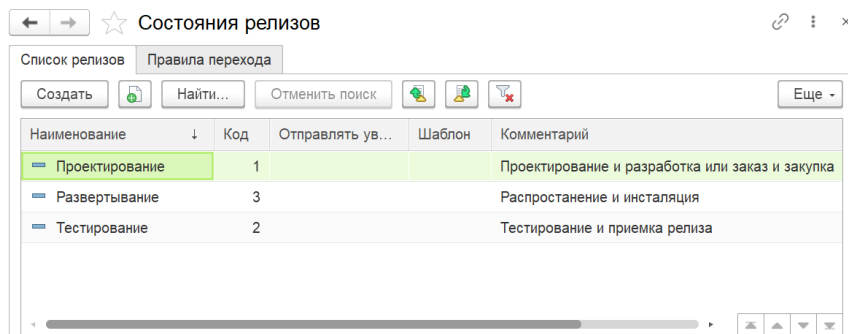 Состояния релизов
Список релизов Правила перехода
Создать Найти... Отменить поиск Еще
Наименование Код Отправлять ув... Шаблон Комментарий
Проектирование 1 Проектирование и разработка или заказ и закупка
Развертывание 3 Распростанение и инсталяция
Тестирование 2 Тестирование и приемка релиза